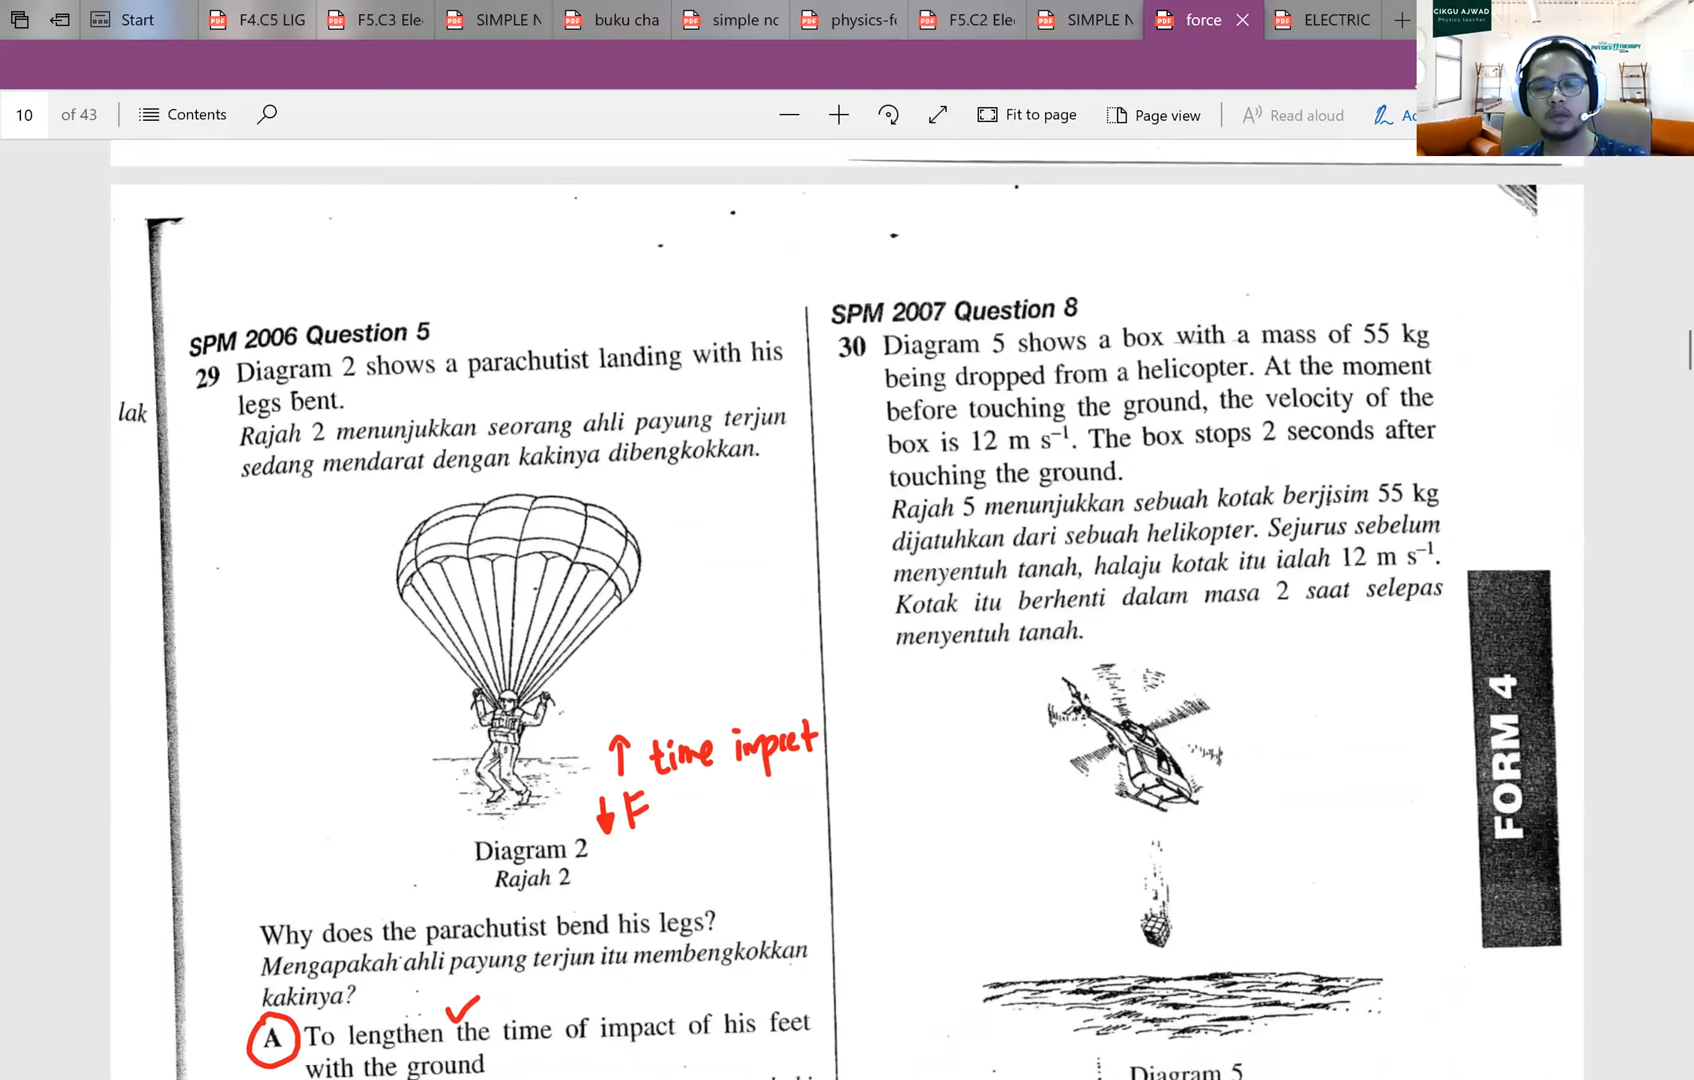 Start
F4.C5 LIG
F5.C3 Ele
SIMPLE N
buku cha
simple nc
physics-f
F5.C2 Ele
SIMPLE N
force
ELECTRIC
CIKGU AJWAD
Physics teacher
10 of 43
Contents
Fit to page
Page view
Read aloud
lak
SPM 2006 Question 5
29 Diagram 2 shows a parachutist landing with his
legs bent.
Rajah 2 menunjukkan seorang ahli payung terjun
sedang mendarat dengan kakinya dibengkokkan.
↑ time impact
↓ F
Diagram 2
Rajah 2
Why does the parachutist bend his legs?
Mengapakah ahli payung terjun itu membengkokkan
kakinya?
A To lengthen the time of impact of his feet
with the ground
SPM 2007 Question 8
30 Diagram 5 shows a box with a mass of 55 kg
being dropped from a helicopter. At the moment
before touching the ground, the velocity of the
box is 12 m s⁻¹. The box stops 2 seconds after
touching the ground.
Rajah 5 menunjukkan sebuah kotak berjisim 55 kg
dijatuhkan dari sebuah helikopter. Sejurus sebelum
menyentuh tanah, halaju kotak itu ialah 12 m s⁻¹.
Kotak itu berhenti dalam masa 2 saat selepas
menyentuh tanah.
Diagram 5
FORM 4